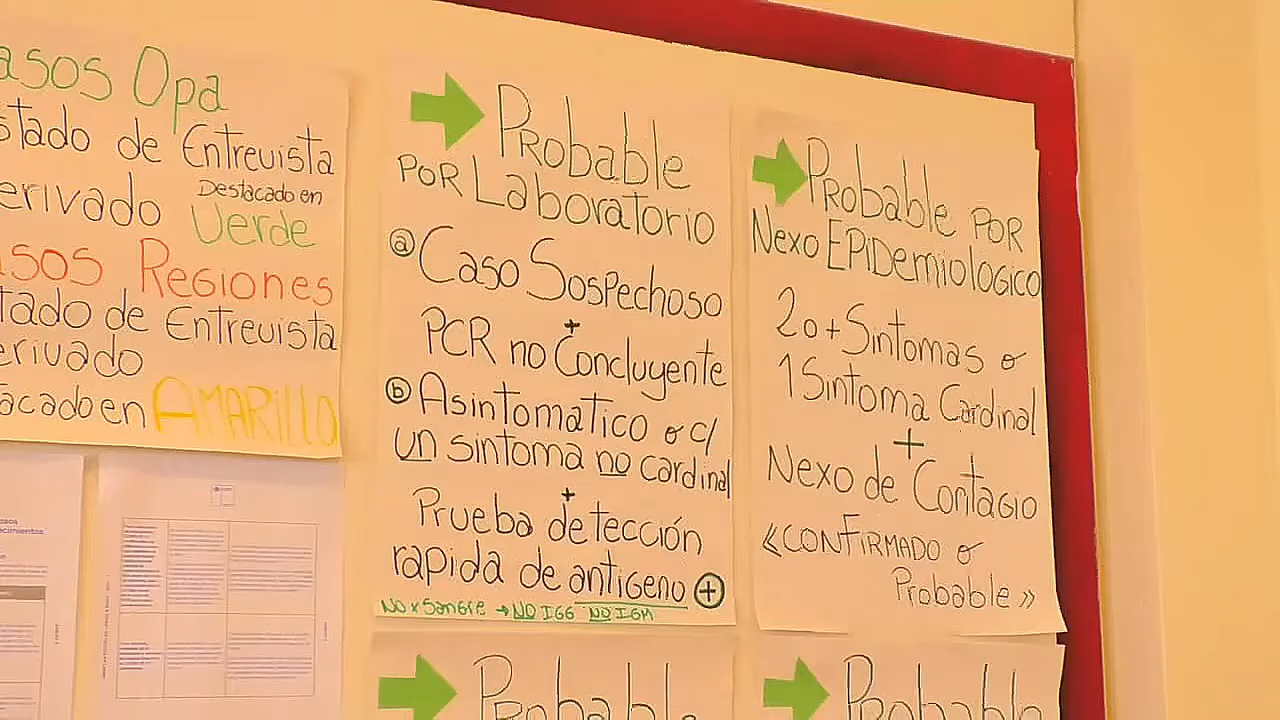 asos Opa
stado de Entrevista
erivado Destacado en
Verde
sos Regiones
tado de Entrevista
erivado
acado en AMARILLO
Probable
POR Laboratorio
a Caso Sospechoso
+
PCR no Concluyente
b Asintomatico o c/
un sintoma no cardinal
+
Prueba detección
rapida de antigeno +
No x Sangre → NO IGG NO IGM
Probable POR
Nexo EPIDemiologico
2 o + Sintomas o
1 Sintoma Cardinal
+
Nexo de Contagio
«CONFIRMADO o
Probable»
Probable
Probable